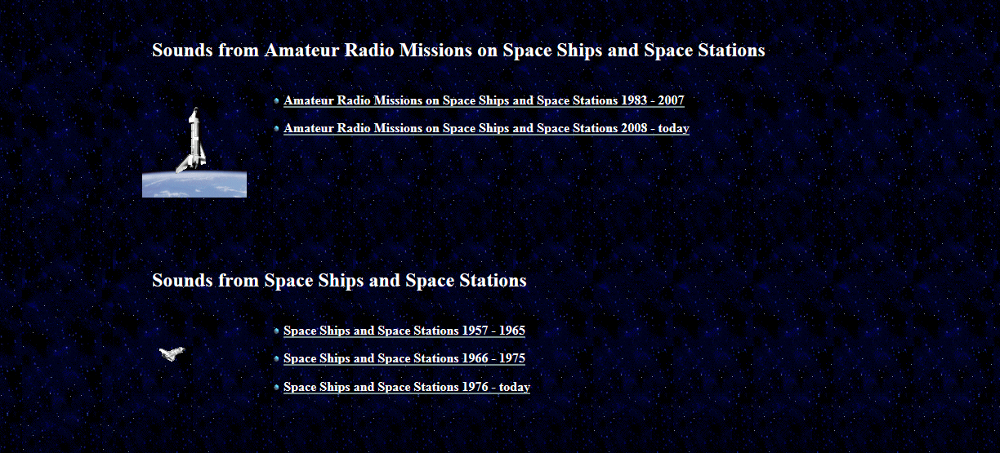 Sounds from Amateur Radio Missions on Space Ships and Space Stations
Amateur Radio Missions on Space Ships and Space Stations 1983 - 2007
Amateur Radio Missions on Space Ships and Space Stations 2008 - today
Sounds from Space Ships and Space Stations
Space Ships and Space Stations 1957 - 1965
Space Ships and Space Stations 1966 - 1975
Space Ships and Space Stations 1976 - today